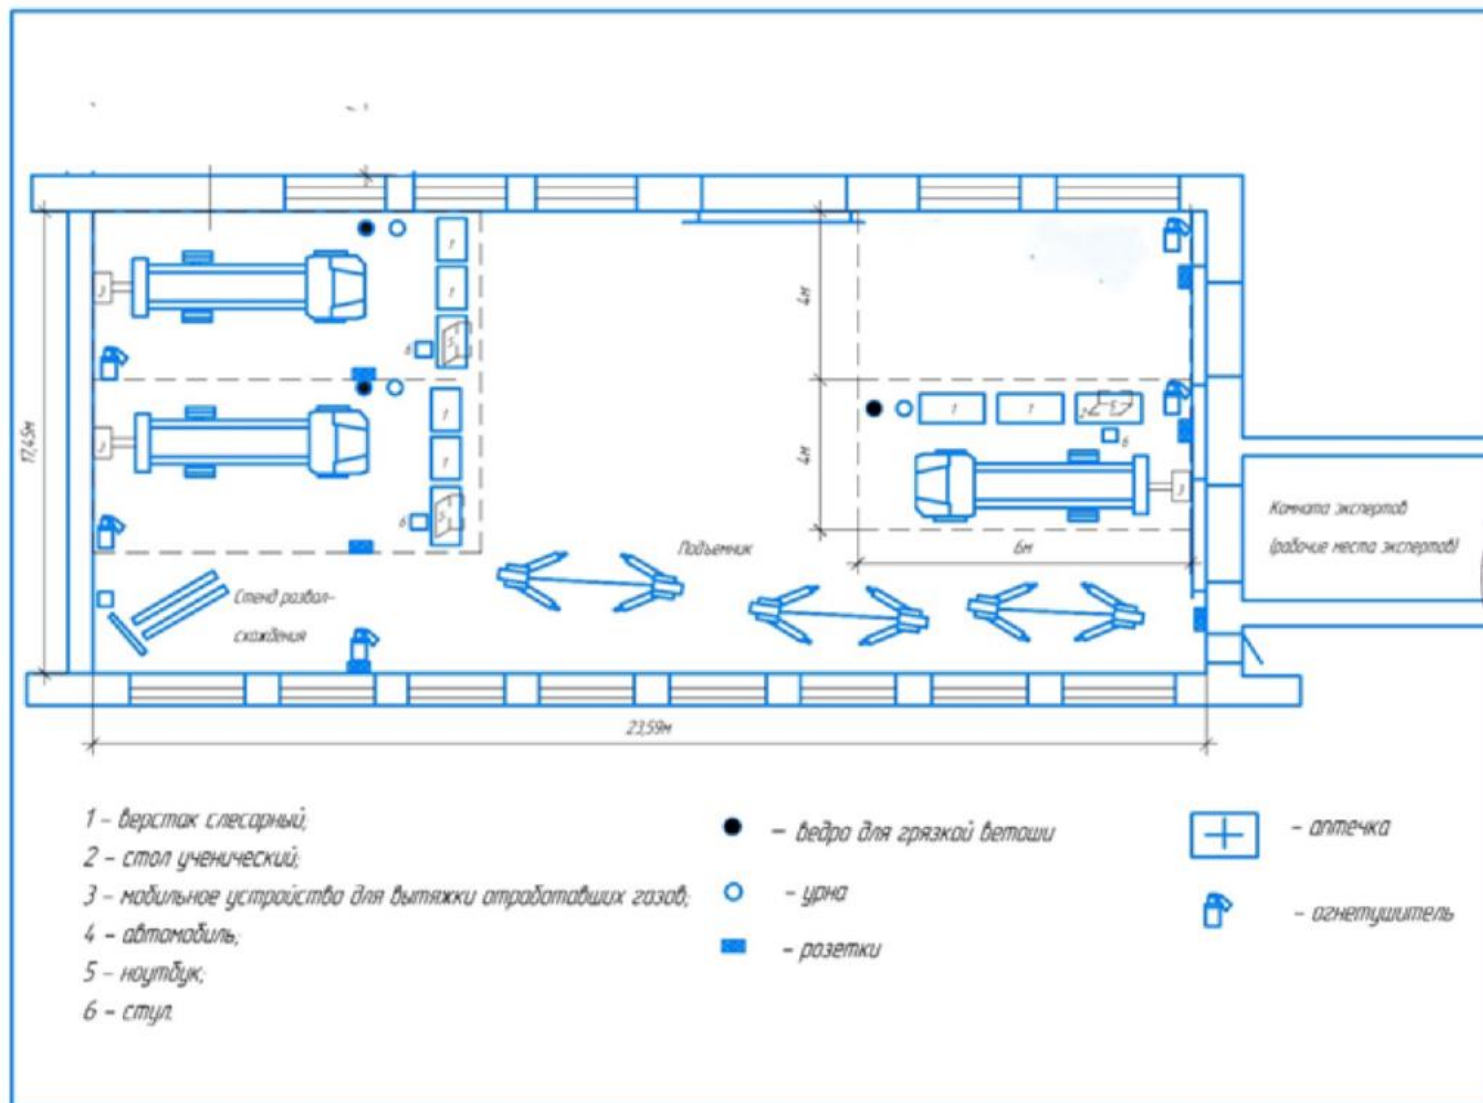 1
1
3
5
6
4м
1
1
1
1
2
5
6
3
17,45м
4м
3
5
6
Комната экспертов
(рабочие места экспертов)
Подъемник
6м
Стенд развал-
схождения
23,59м
1 – верстак слесарный;
2 – стол ученический;
3 – мобильное устройство для вытяжки отработавших газов;
4 – автомобиль;
5 – ноутбук;
6 – стул.
– ведро для грязкой ветоши
– урна
– розетки
– аптечка
– огнетушитель